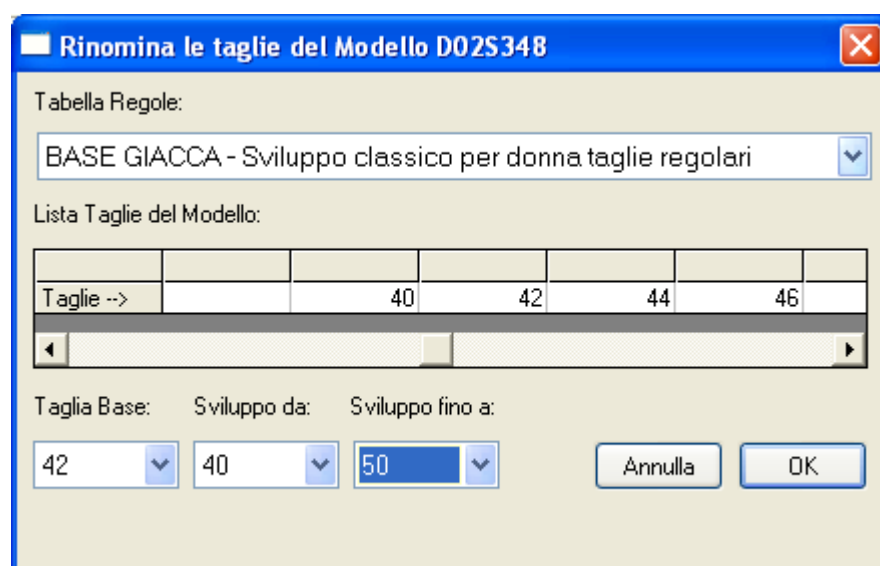 Rinomina le taglie del Modello D02S348
Tabella Regole:
BASE GIACCA - Sviluppo classico per donna taglie regolari
Lista Taglie del Modello:
Taglie --> 40 42 44 46
Taglia Base: Sviluppo da: Sviluppo fino a:
42 40 50 Annulla OK